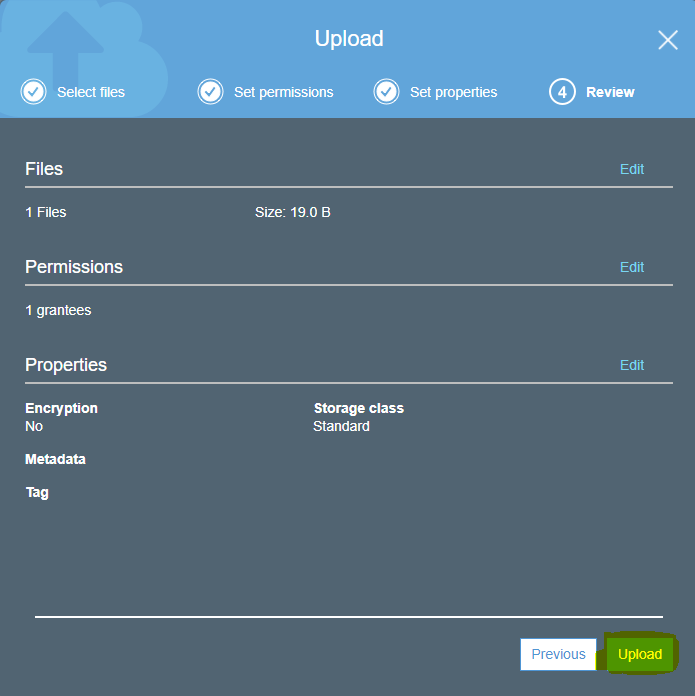 Upload
Select files
Set permissions
Set properties
4 Review
Files Edit
1 Files Size: 19.0 B
Permissions Edit
1 grantees
Properties Edit
Encryption Storage class
No Standard
Metadata
Tag
Previous Upload